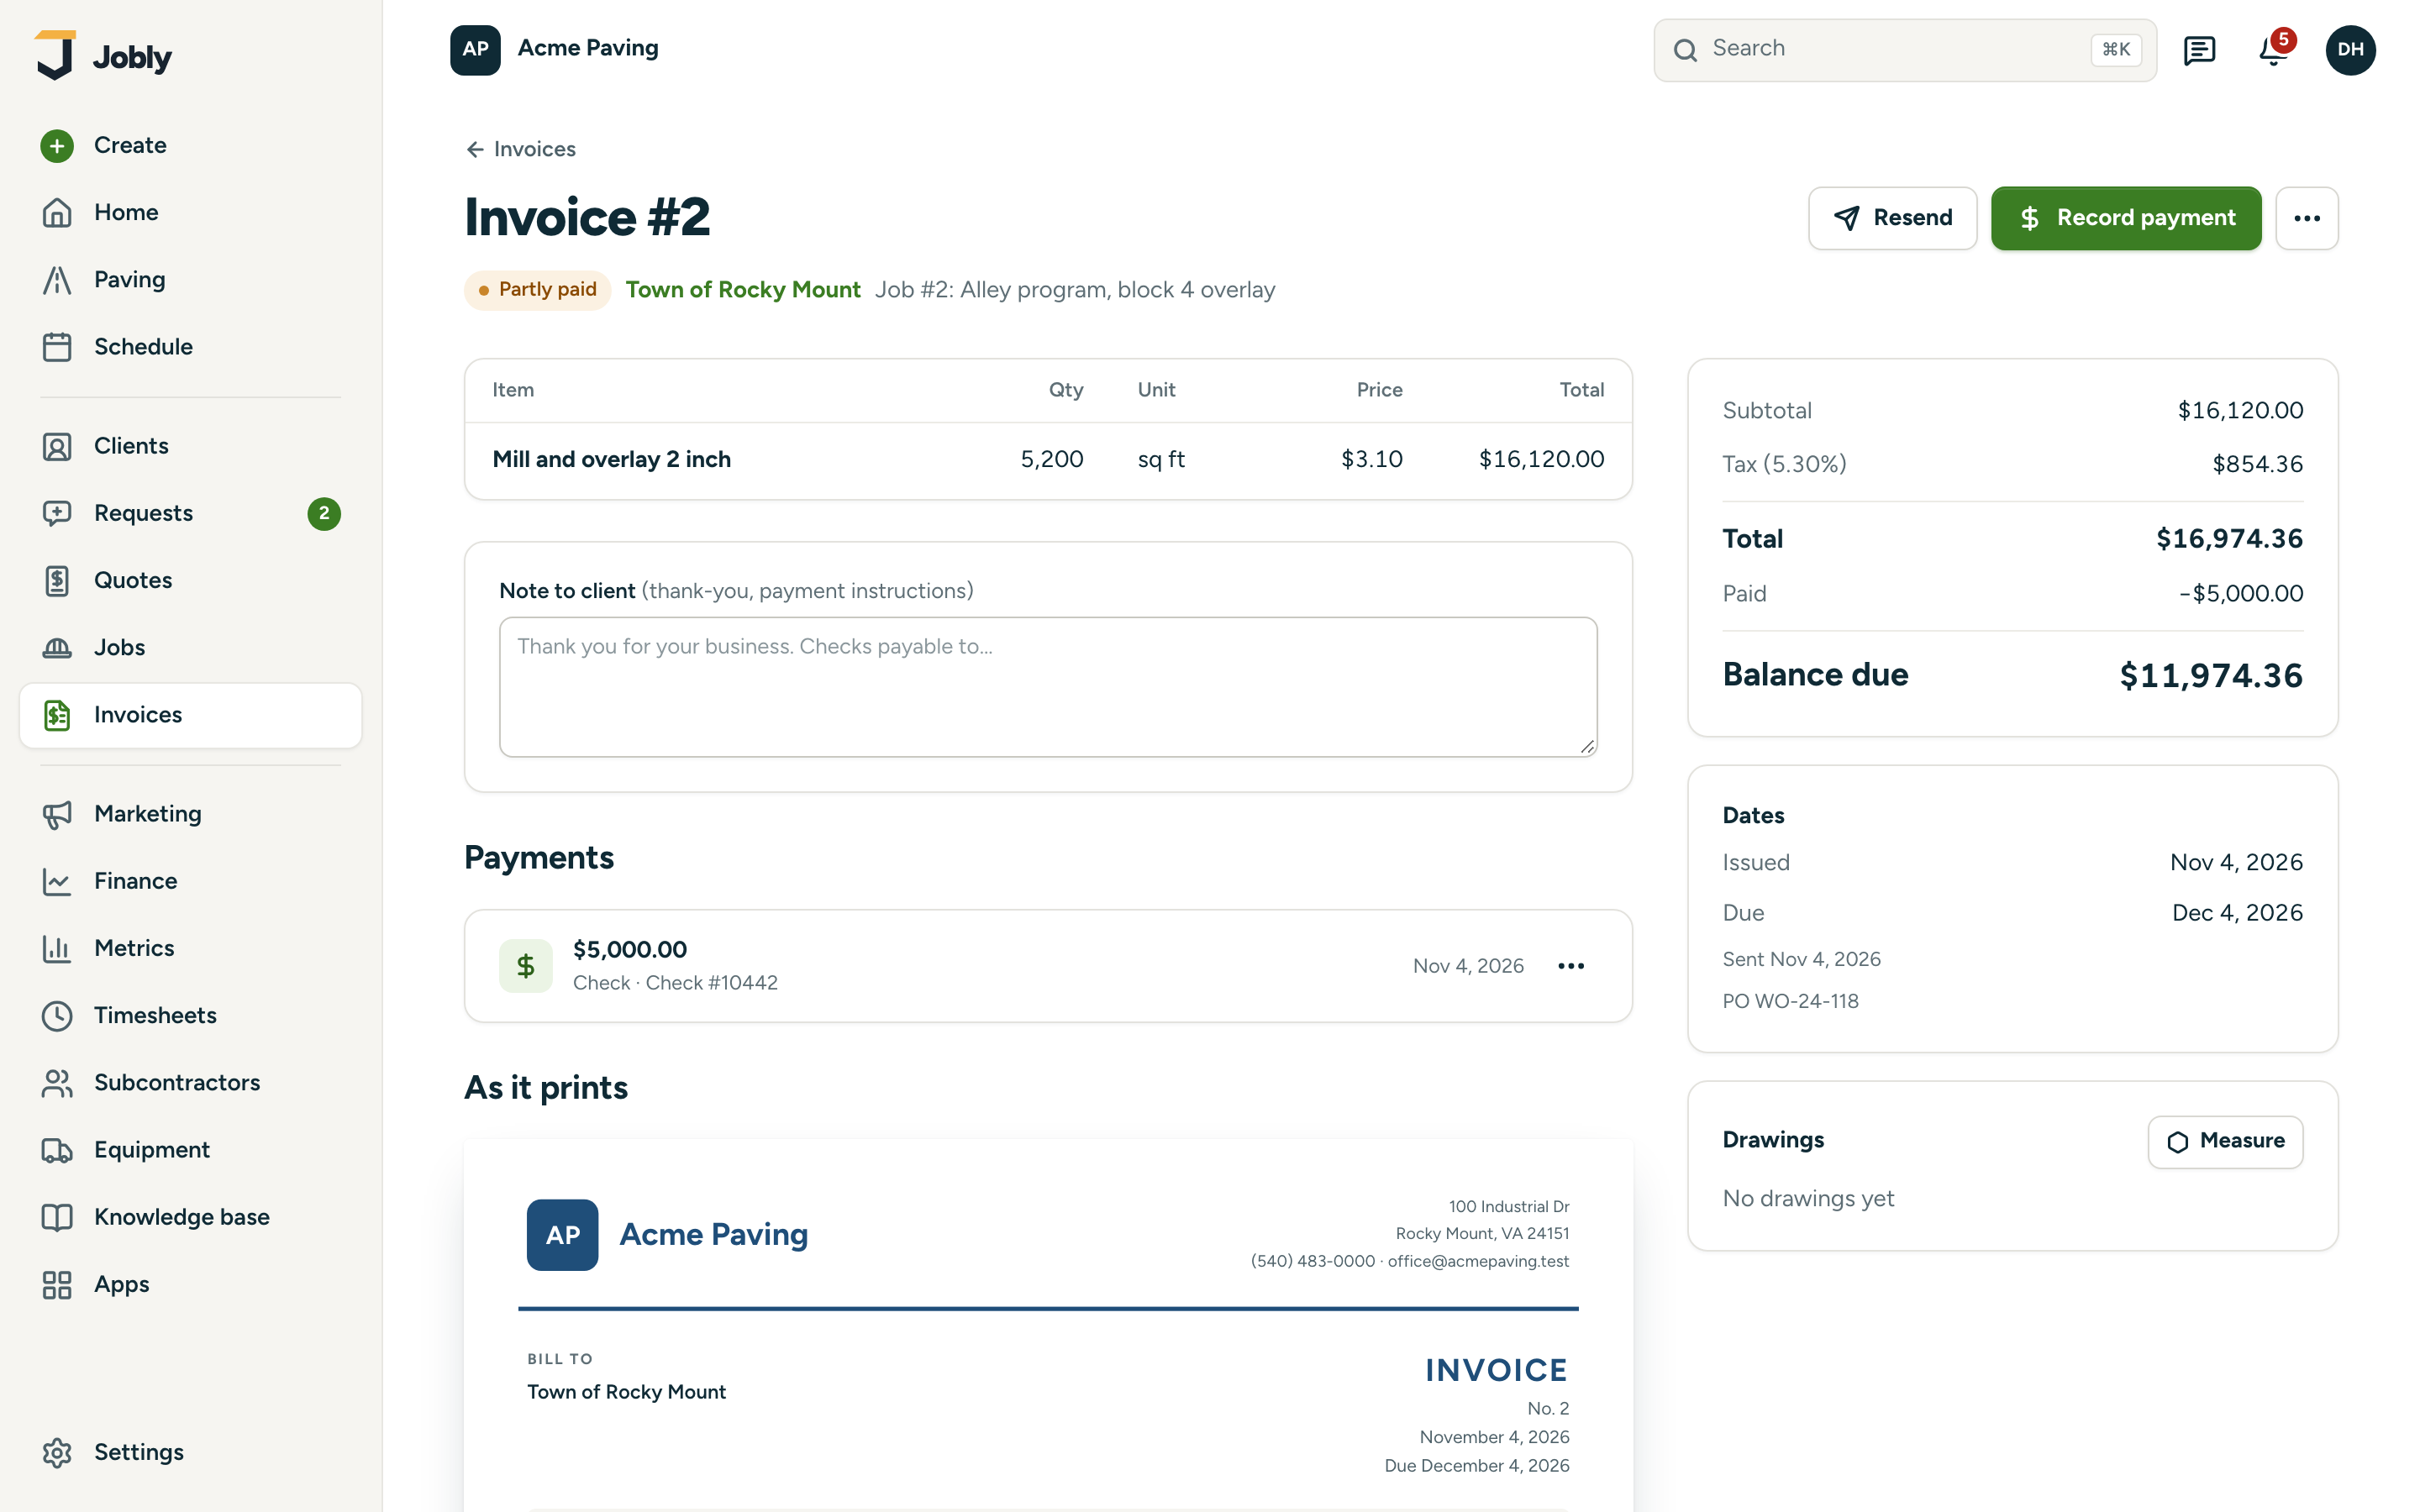 Jobly
Create
Home
Paving
Schedule
Clients
Requests 2
Quotes
Jobs
Invoices
Marketing
Finance
Metrics
Timesheets
Subcontractors
Equipment
Knowledge base
Apps
Settings
AP Acme Paving
Search ⌘K
5
DH
← Invoices
Invoice #2
Resend
$ Record payment
Partly paid Town of Rocky Mount Job #2: Alley program, block 4 overlay
Item Qty Unit Price Total
Mill and overlay 2 inch 5,200 sq ft $3.10 $16,120.00
Note to client (thank-you, payment instructions)
Thank you for your business. Checks payable to...
Payments
$ $5,000.00
Check · Check #10442
Nov 4, 2026
As it prints
AP Acme Paving
100 Industrial Dr
Rocky Mount, VA 24151
(540) 483-0000 · office@acmepaving.test
BILL TO
Town of Rocky Mount
INVOICE
No. 2
November 4, 2026
Due December 4, 2026
Subtotal $16,120.00
Tax (5.30%) $854.36
Total $16,974.36
Paid −$5,000.00
Balance due $11,974.36
Dates
Issued Nov 4, 2026
Due Dec 4, 2026
Sent Nov 4, 2026
PO WO-24-118
Drawings
Measure
No drawings yet